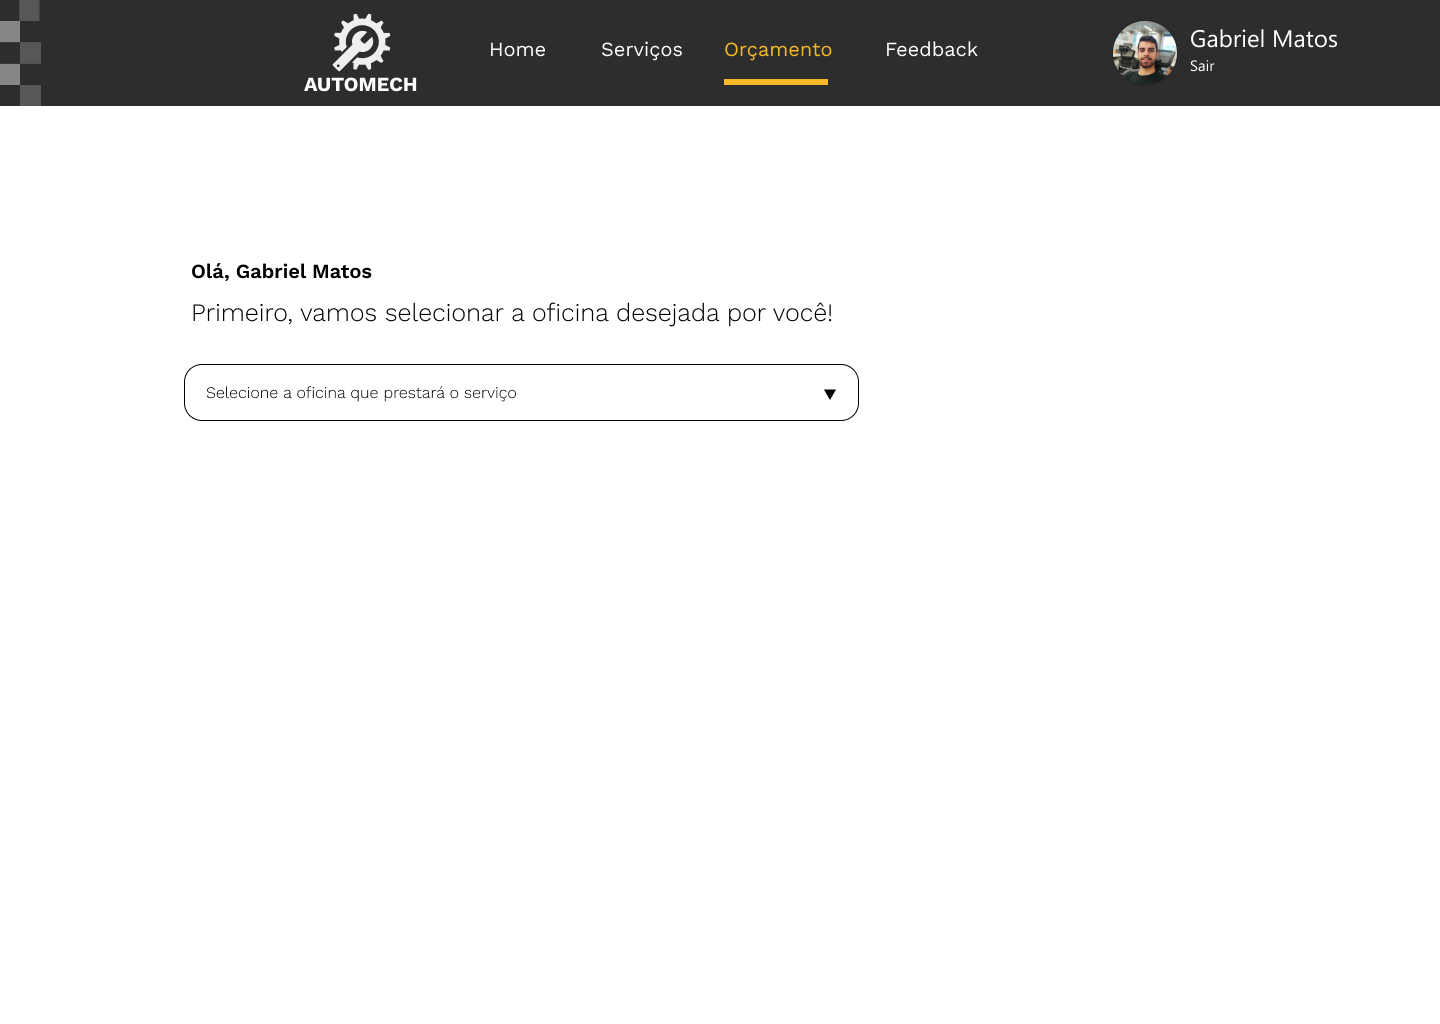 Home
Serviços
Orçamento
Feedback
Gabriel Matos
Sair
AUTOMECH
Olá, Gabriel Matos
Primeiro, vamos selecionar a oficina desejada por você!
Selecione a oficina que prestará o serviço